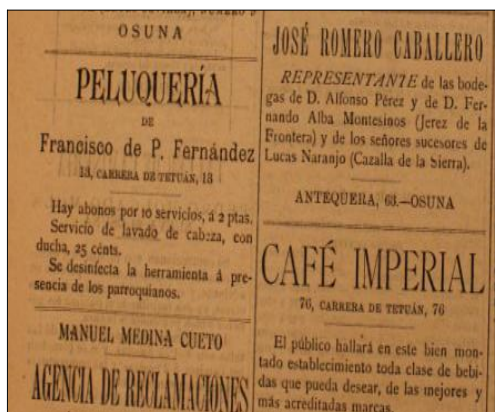 OSUNA
PELUQUERÍA
DE
Francisco de P. Fernández
13, CARRERA DE TETUÁN, 13
Hay abonos por 10 servicios, á 2 ptas.
Servicio de lavado de cabeza, con
ducha, 25 cénts.
Se desinfecta la herramienta á pre-
sencia de los parroquianos.
MANUEL MEDINA CUETO
AGENCIA DE RECLAMACIONES
JOSÉ ROMERO CABALLERO
REPRESENTANTE de las bode-
gas de D. Alfonso Pérez y de D. Fer-
nando Alba Montesinos (Jerez de la
Frontera) y de los señores sucesores de
Lucas Naranjo (Cazalla de la Sierra).
ANTEQUERA, 63.—OSUNA
CAFÉ IMPERIAL
76, CARRERA DE TETUÁN, 76
El público hallará en este bien mon-
tado establecimiento toda clase de bebi-
das que pueda desear, de las mejores y
más acreditadas marcas.